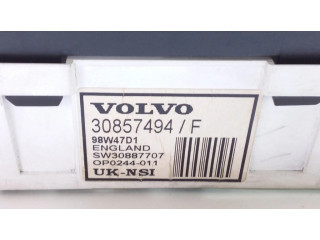 VOLVO
30857494 / F
98W47D1
ENGLAND
SW30887707
OP0244-011
UK-NSI